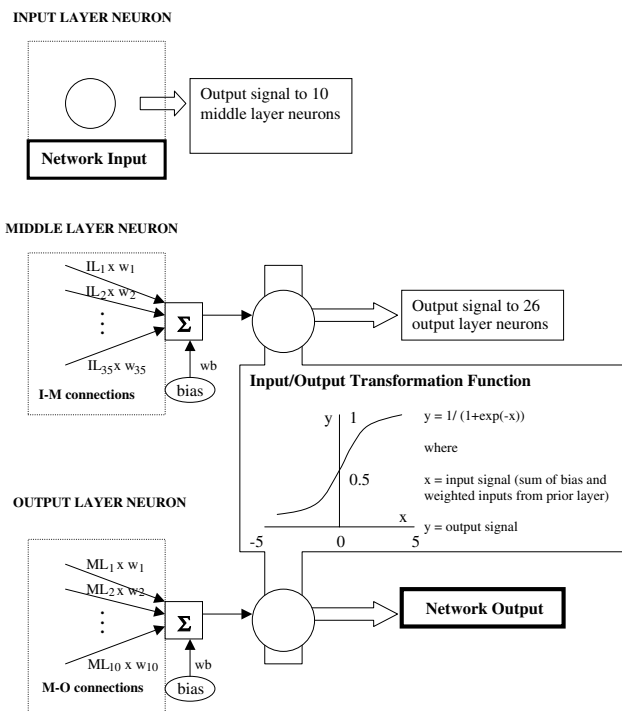 INPUT LAYER NEURON
Output signal to 10
middle layer neurons
Network Input
MIDDLE LAYER NEURON
IL1 x w1
IL2 x w2
Σ
IL35 x w35
wb
bias
I-M connections
Output signal to 26
output layer neurons
Input/Output Transformation Function
y
1
0.5
x
-5
0
5
y = 1/ (1+exp(-x))
where
x = input signal (sum of bias and
weighted inputs from prior layer)
y = output signal
OUTPUT LAYER NEURON
ML1 x w1
ML2 x w2
Σ
ML10 x w10
wb
bias
M-O connections
Network Output